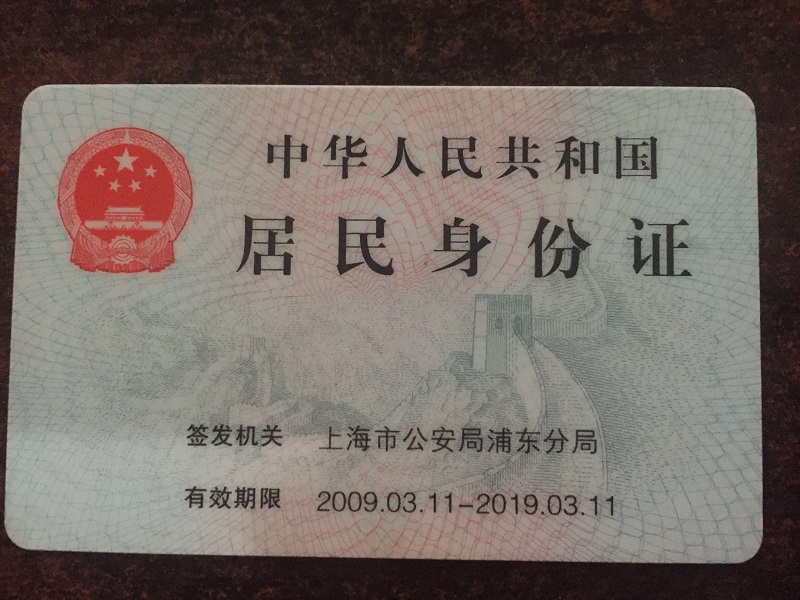 中华人民共和国
居民身份证
签发机关 上海市公安局浦东分局
有效期限 2009.03.11-2019.03.11